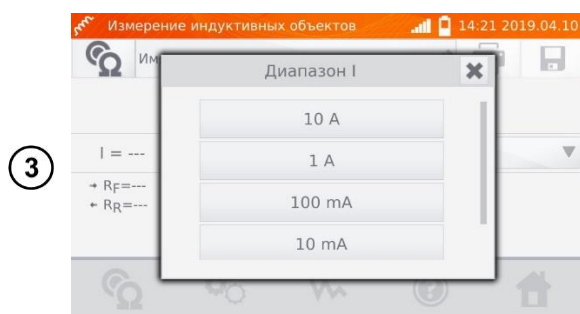 Измерение индуктивных объектов 14:21 2019.04.10
Им
Диапазон I
10 A
1 A
100 mA
10 mA
3
I = ---
→ RF=---
← RR=---